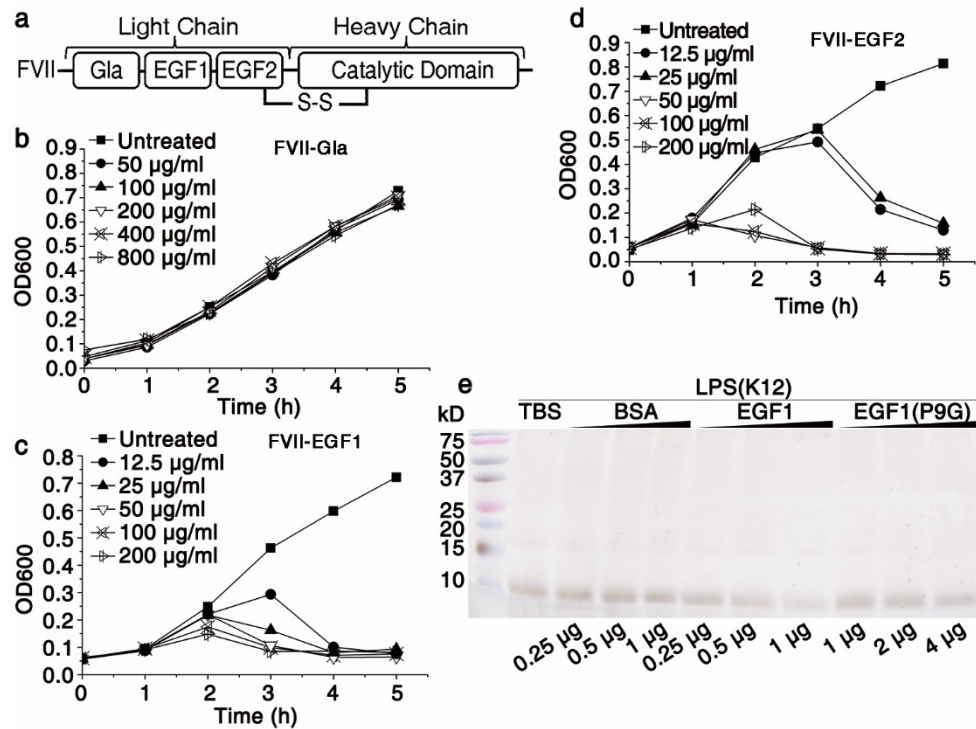 a
Light Chain Heavy Chain
FVII Gla EGF1 EGF2 Catalytic Domain
S-S
b
FVII-Gla
Untreated
50 µg/ml
100 µg/ml
200 µg/ml
400 µg/ml
800 µg/ml
OD600
0.9
0.8
0.7
0.6
0.5
0.4
0.3
0.2
0.1
0.0
0 1 2 3 4 5
Time (h)
c
FVII-EGF1
Untreated
12.5 µg/ml
25 µg/ml
50 µg/ml
100 µg/ml
200 µg/ml
OD600
0.8
0.7
0.6
0.5
0.4
0.3
0.2
0.1
0.0
0 1 2 3 4 5
Time (h)
d
FVII-EGF2
Untreated
12.5 µg/ml
25 µg/ml
50 µg/ml
100 µg/ml
200 µg/ml
OD600
0.9
0.8
0.7
0.6
0.5
0.4
0.3
0.2
0.1
0.0
0 1 2 3 4 5
Time (h)
e
LPS(K12)
kD TBS BSA EGF1 EGF1(P9G)
75
50
37
25
20
15
10
0.25 µg 0.5 µg 1 µg 0.25 µg 0.5 µg 1 µg 1 µg 2 µg 4 µg